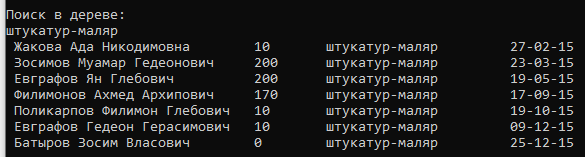 Поиск в дереве:
штукатур-маляр
Жакова Ада Никодимовна 10 штукатур-маляр 27-02-15
Зосимов Муамар Гедеонович 200 штукатур-маляр 23-03-15
Евграфов Ян Глебович 200 штукатур-маляр 19-05-15
Филимонов Ахмед Архипович 170 штукатур-маляр 17-09-15
Поликарпов Филимон Глебович 10 штукатур-маляр 19-10-15
Евграфов Гедеон Герасимович 10 штукатур-маляр 09-12-15
Батыров Зосим Власович 0 штукатур-маляр 25-12-15